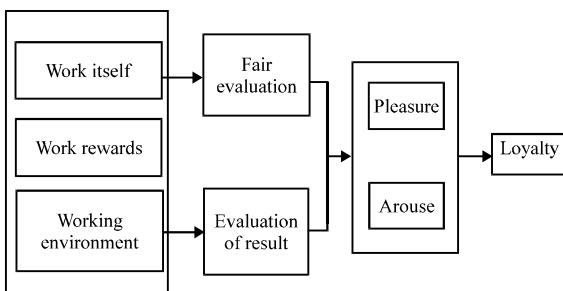 Work itself
Work rewards
Working
environment
Fair
evaluation
Evaluation
of result
Pleasure
Arouse
Loyalty